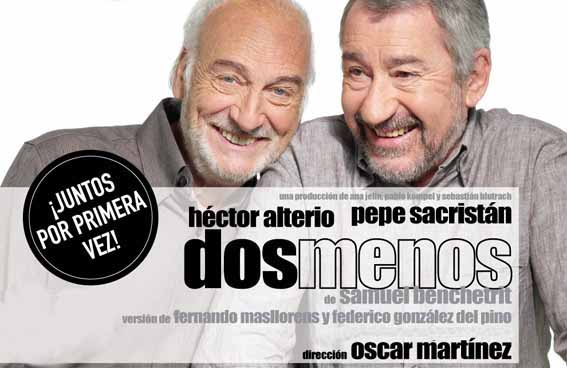 ¡JUNTOS
POR PRIMERA
VEZ!
una producción de ana jelin, pablo kompel y sebastián blutrach
héctor alterio pepe sacristán
dosmenos
de samuel benchetrit
versión de fernando masllorens y federico gonzález del pino
dirección oscar martínez